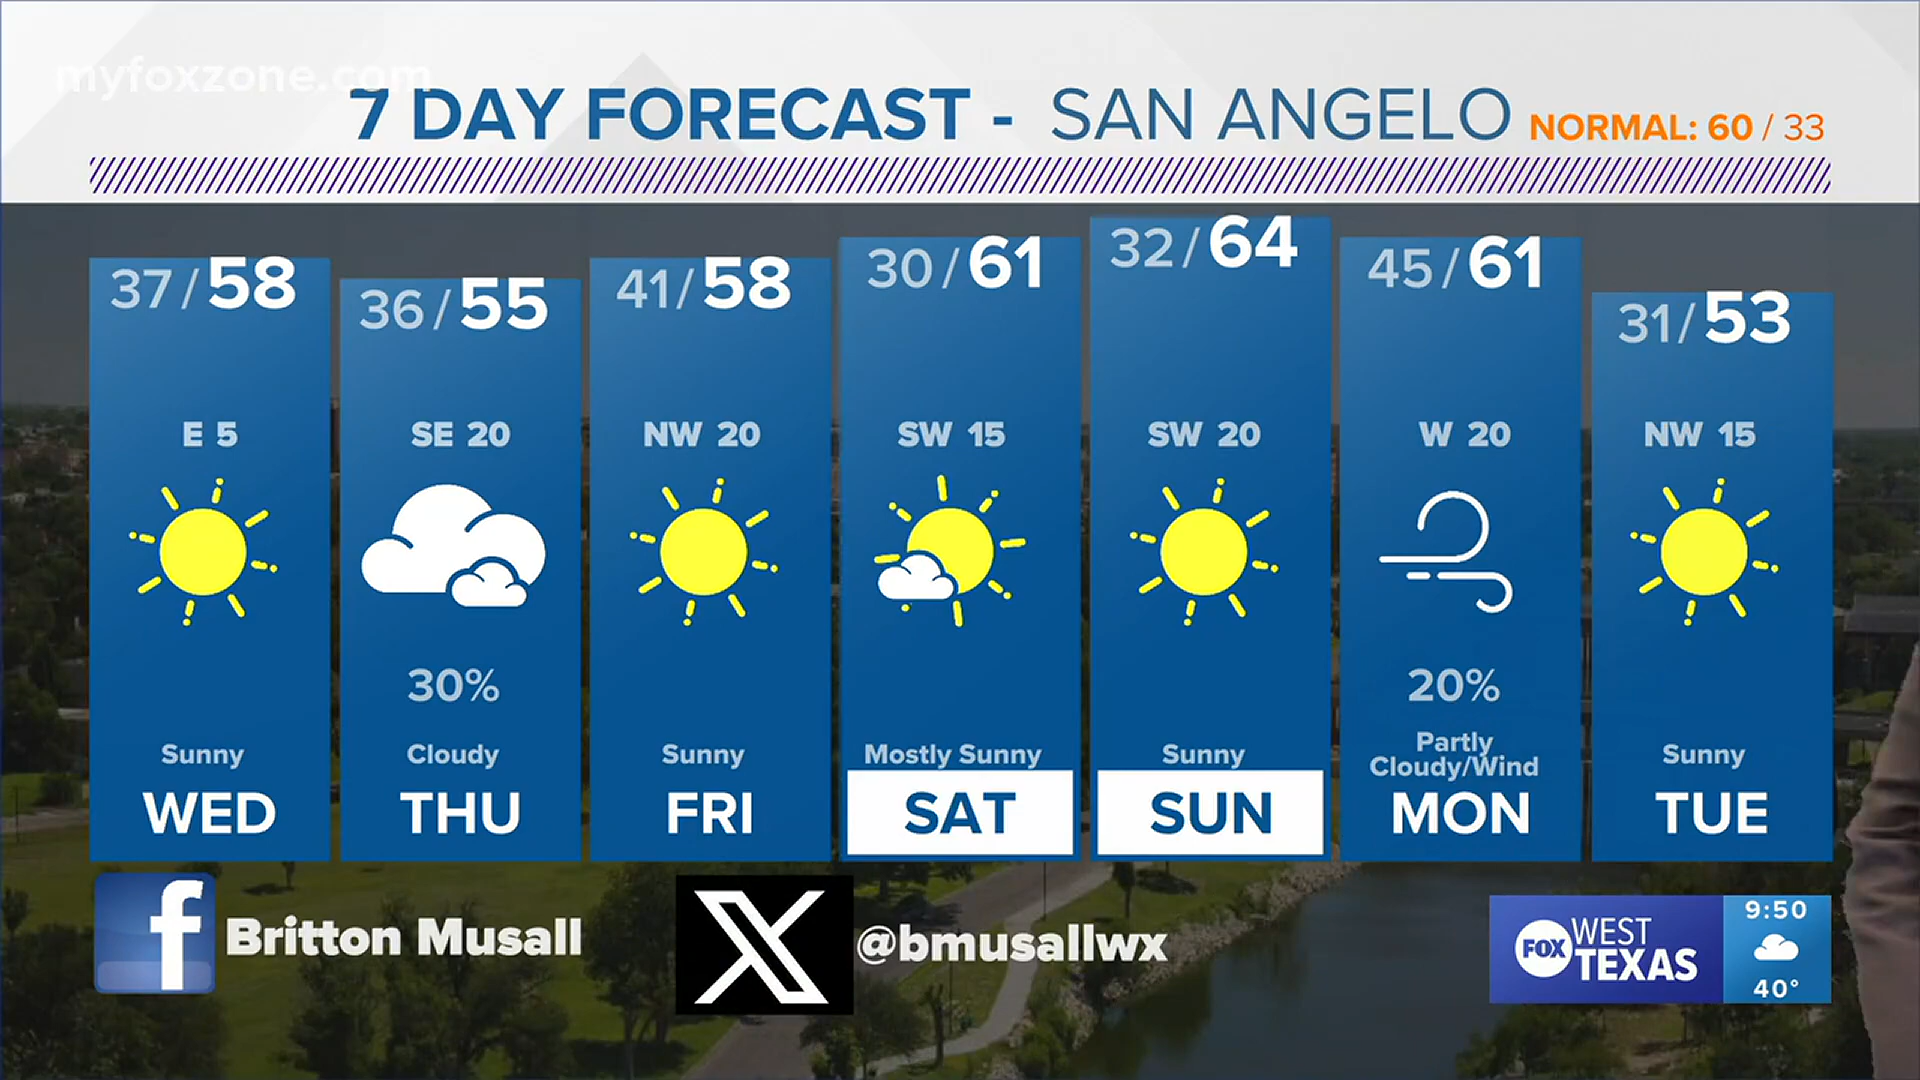 myfoxzone.com
7 DAY FORECAST - SAN ANGELO NORMAL: 60 / 33
37/58 36/55 41/58 30/61 32/64 45/61 31/53
E 5 SE 20 NW 20 SW 15 SW 20 W 20 NW 15
30% 20%
Sunny Cloudy Sunny Mostly Sunny Sunny Partly Sunny
Cloudy/Wind
WED THU FRI SAT SUN MON TUE
f Britton Musall X @bmusallwx
FOX WEST TEXAS
9:50
40°